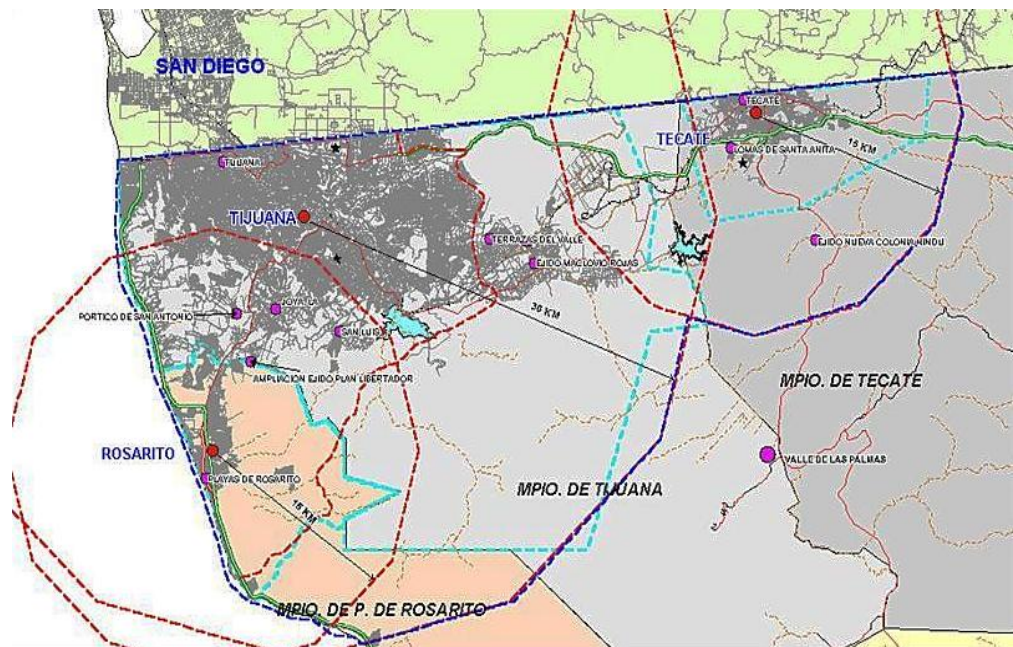 SAN DIEGO
TECATE
TIJUANA
TECATE
LOMAS DE SANTA ANITA
15 KM
TIJUANA
TERRAZAS DEL VALLE
EJIDO NUEVA COLONIA HINDU
EJIDO MACLOVIO ROJAS
JOYA, LA
PORTICO DE SAN ANTONIO
30 KM
SAN LUIS
AMPLIACION EJIDO PLAN LIBERTADOR
MPIO. DE TECATE
ROSARITO
VALLE DE LAS PALMAS
PLAYAS DE ROSARITO
MPIO. DE TIJUANA
15 KM
MPIO. DE P. DE ROSARITO